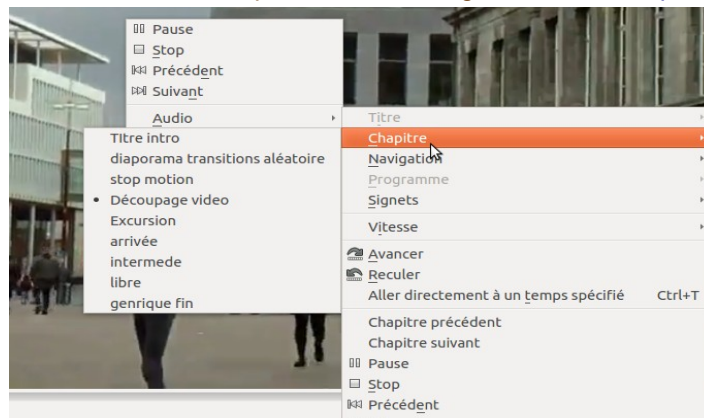 Pause
Stop
Précédent
Suivant
Audio
TItre intro
diaporama transitions aléatoire
stop motion
Découpage video
Excursion
arrivée
intermede
libre
genrique fin
Titre
Chapitre
Navigation
Programme
Signets
Vitesse
Avancer
Reculer
Aller directement à un temps spécifié Ctrl+T
Chapitre précédent
Chapitre suivant
Pause
Stop
Précédent